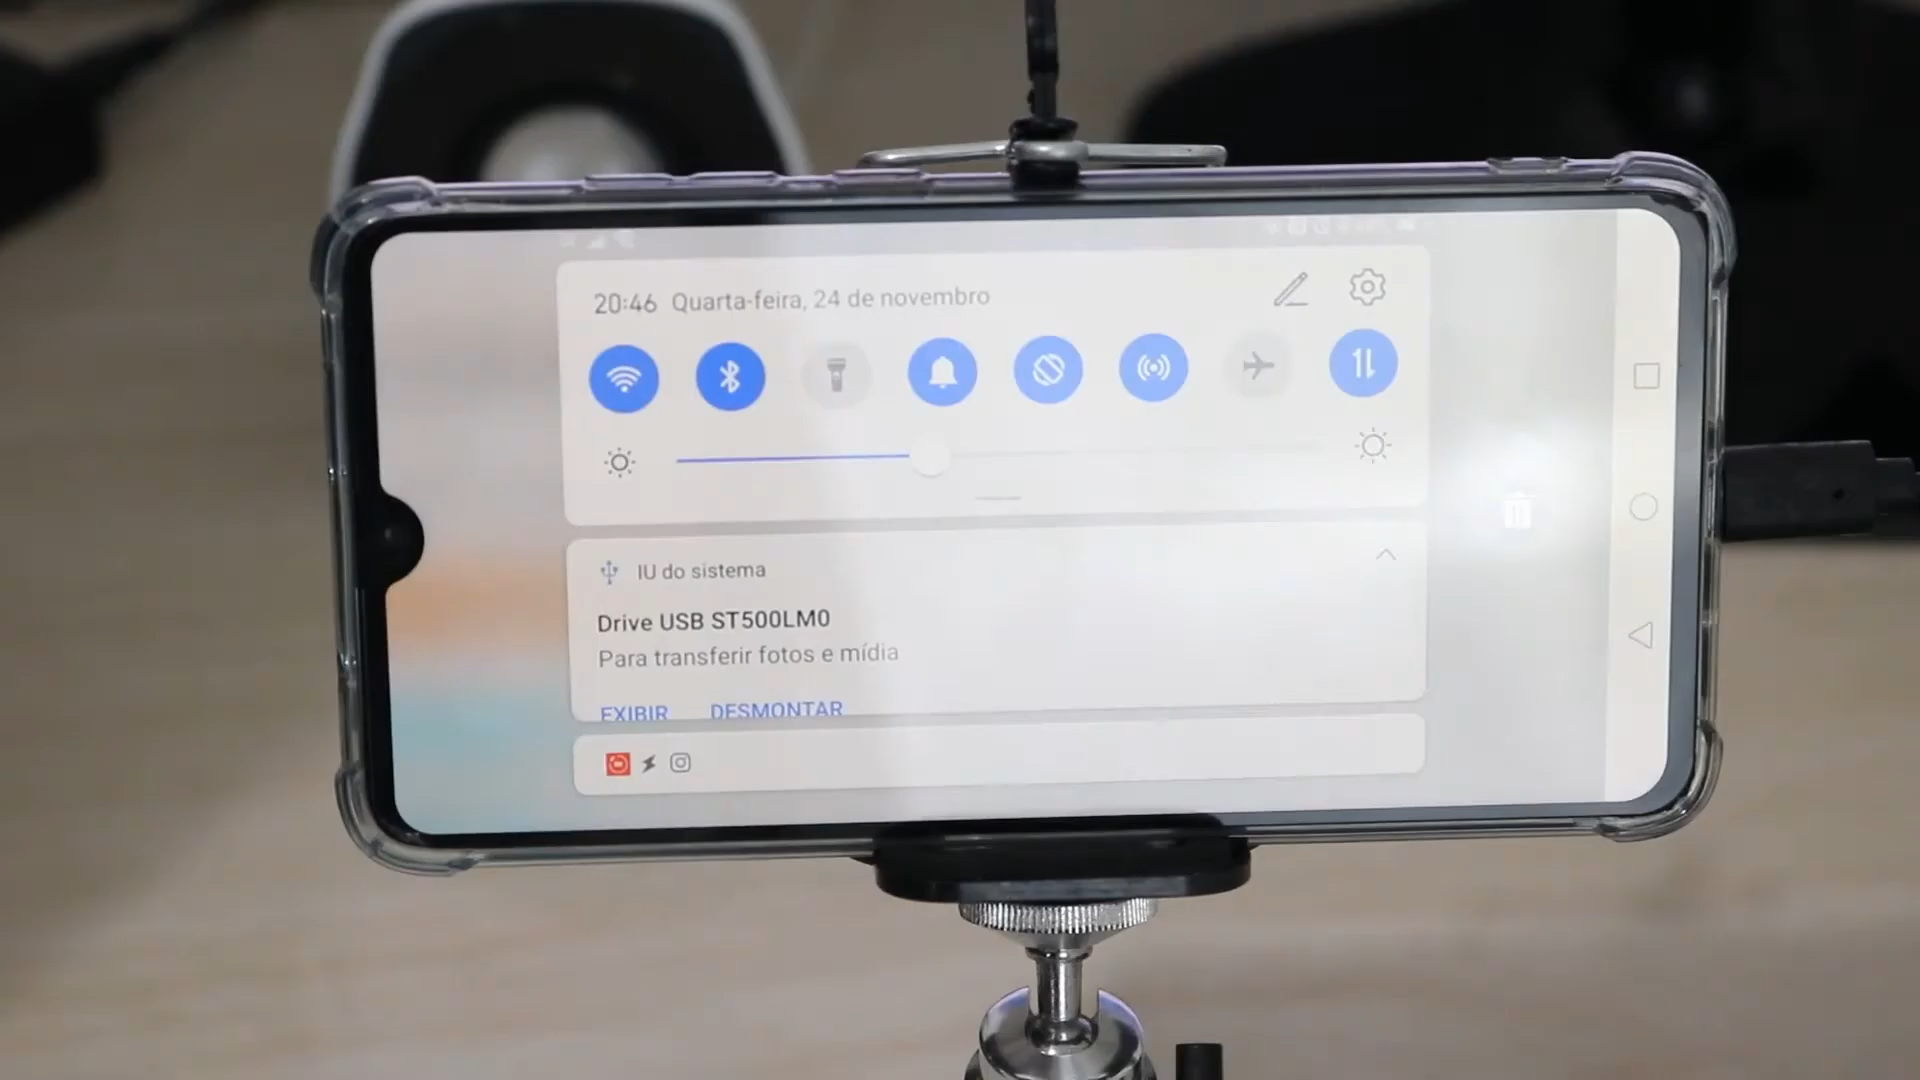 20:46 Quarta-feira, 24 de novembro
IU do sistema
Drive USB ST500LM0
Para transferir fotos e mídia
EXIBIR DESMONTAR